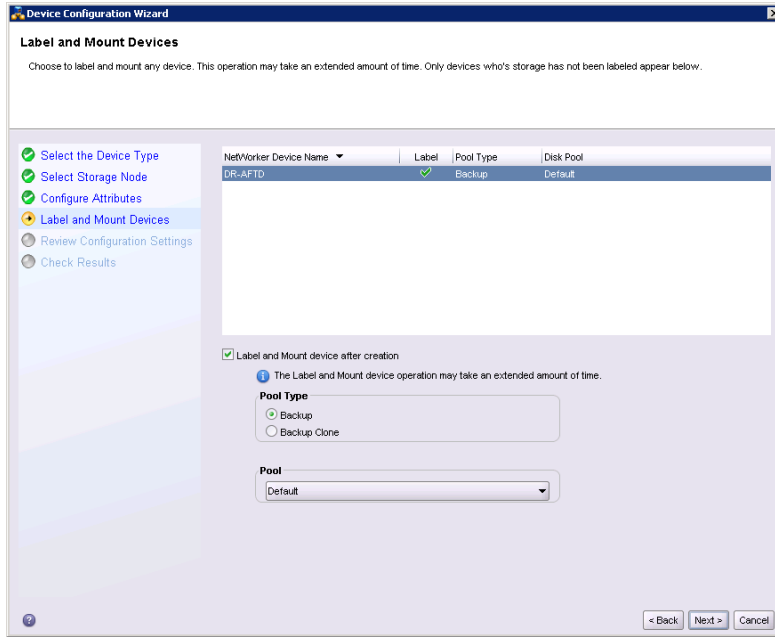 Device Configuration Wizard
Label and Mount Devices
Choose to label and mount any device. This operation may take an extended amount of time. Only devices who's storage has not been labeled appear below.
Select the Device Type
Select Storage Node
Configure Attributes
Label and Mount Devices
Review Configuration Settings
Check Results
NetWorker Device Name Label Pool Type Disk Pool
DR-AFTD Backup Default
Label and Mount device after creation
The Label and Mount device operation may take an extended amount of time.
Pool Type
Backup
Backup Clone
Pool
Default
< Back Next > Cancel